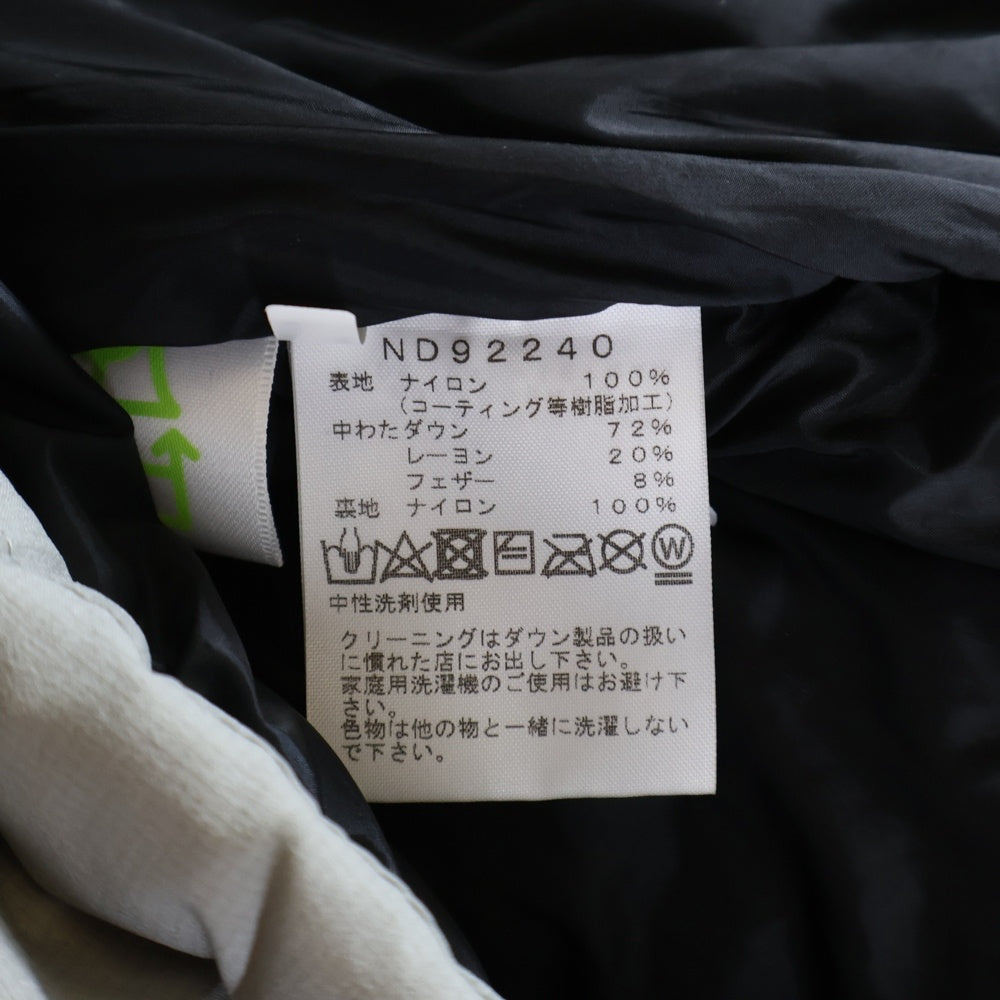 ND92240
表地 ナイロン 100%
(コーティング等樹脂加工)
中わたダウン 72%
レーヨン 20%
フェザー 8%
裏地 ナイロン 100%
W
中性洗剤使用
クリーニングはダウン製品の扱い
に慣れた店にお出し下さい。
家庭用洗濯機のご使用はお避け下
さい。
色物は他の物と一緒に洗濯しない
で下さい。